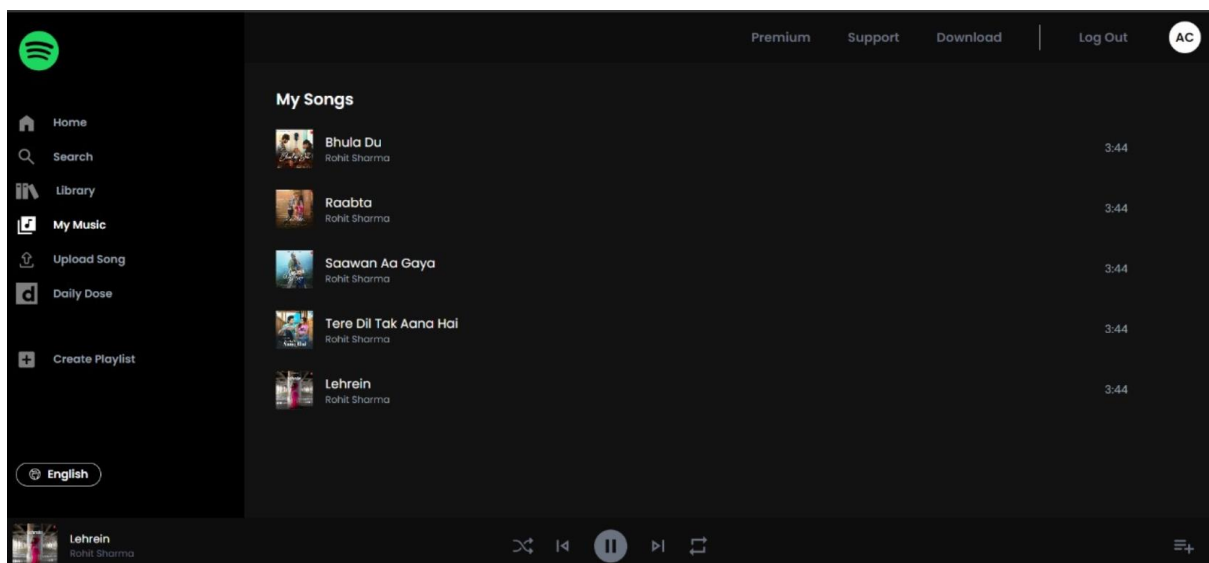 Premium Support Download Log Out AC
Home
Search
Library
My Music
Upload Song
Daily Dose
Create Playlist
English
My Songs
Bhula Du
Rohit Sharma
3:44
Raabta
Rohit Sharma
3:44
Saawan Aa Gaya
Rohit Sharma
3:44
Tere Dil Tak Aana Hai
Rohit Sharma
3:44
Lehrein
Rohit Sharma
3:44
Lehrein
Rohit Sharma